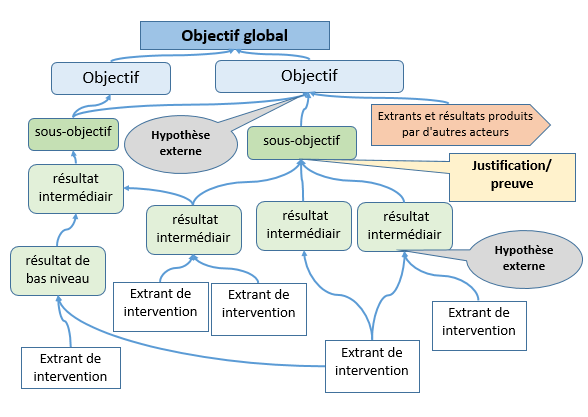 Objectif global
Objectif
Objectif
Extrants et résultats produits
par d'autres acteurs
sous-objectif
Hypothèse
externe
sous-objectif
Justification/
preuve
résultat
intermédiair
résultat
intermédiair
résultat
intermédiair
résultat
intermédiair
résultat de
bas niveau
Hypothèse
externe
Extrant de
intervention
Extrant de
intervention
Extrant de
intervention
Extrant de
intervention
Extrant de
intervention